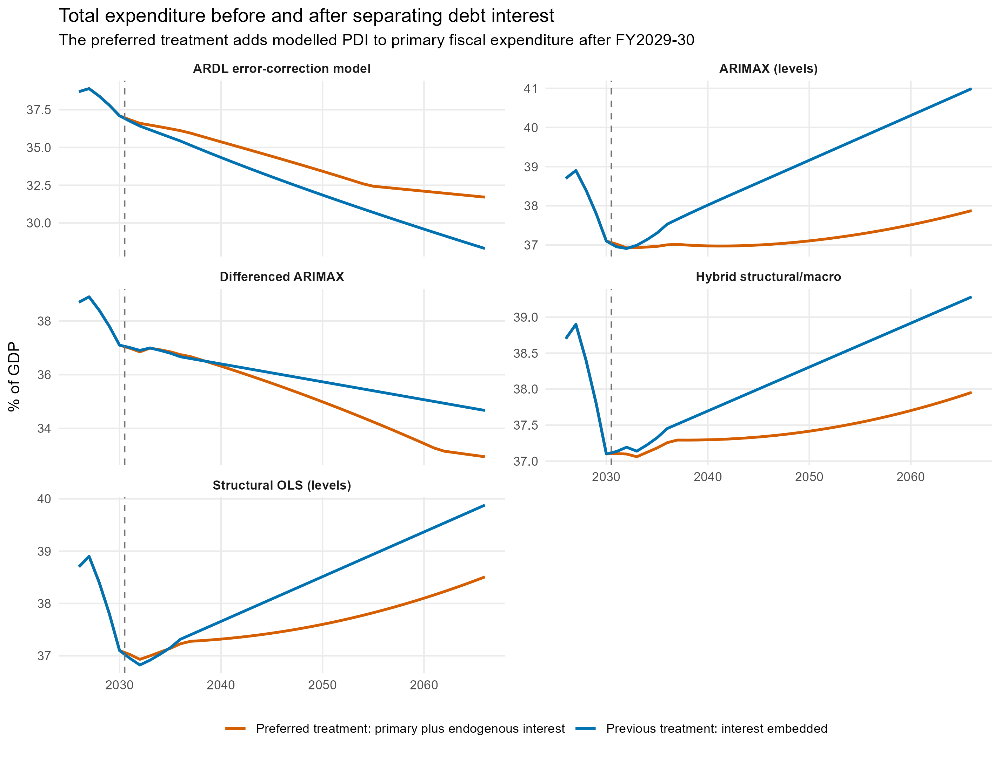 Total expenditure before and after separating debt interest
The preferred treatment adds modelled PDI to primary fiscal expenditure after FY2029-30
% of GDP
ARDL error-correction model
37.5
35.0
32.5
30.0
ARIMAX (levels)
41
40
39
38
37
Differenced ARIMAX
38
36
34
Hybrid structural/macro
39.0
38.5
38.0
37.5
37.0
2030 2040 2050 2060
Structural OLS (levels)
40
39
38
37
2030 2040 2050 2060
Preferred treatment: primary plus endogenous interest
Previous treatment: interest embedded